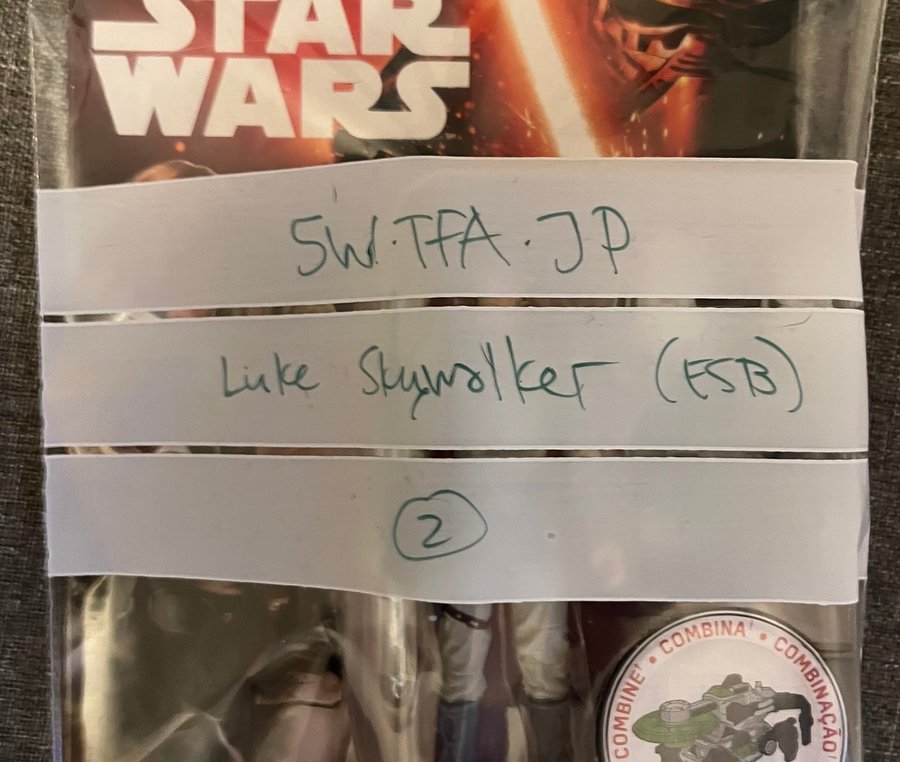 STAR
WARS
SW.TFA.JP
Luke Skywalker (ESB)
2
COMBINE! • COMBINA • COMBINAÇÃO